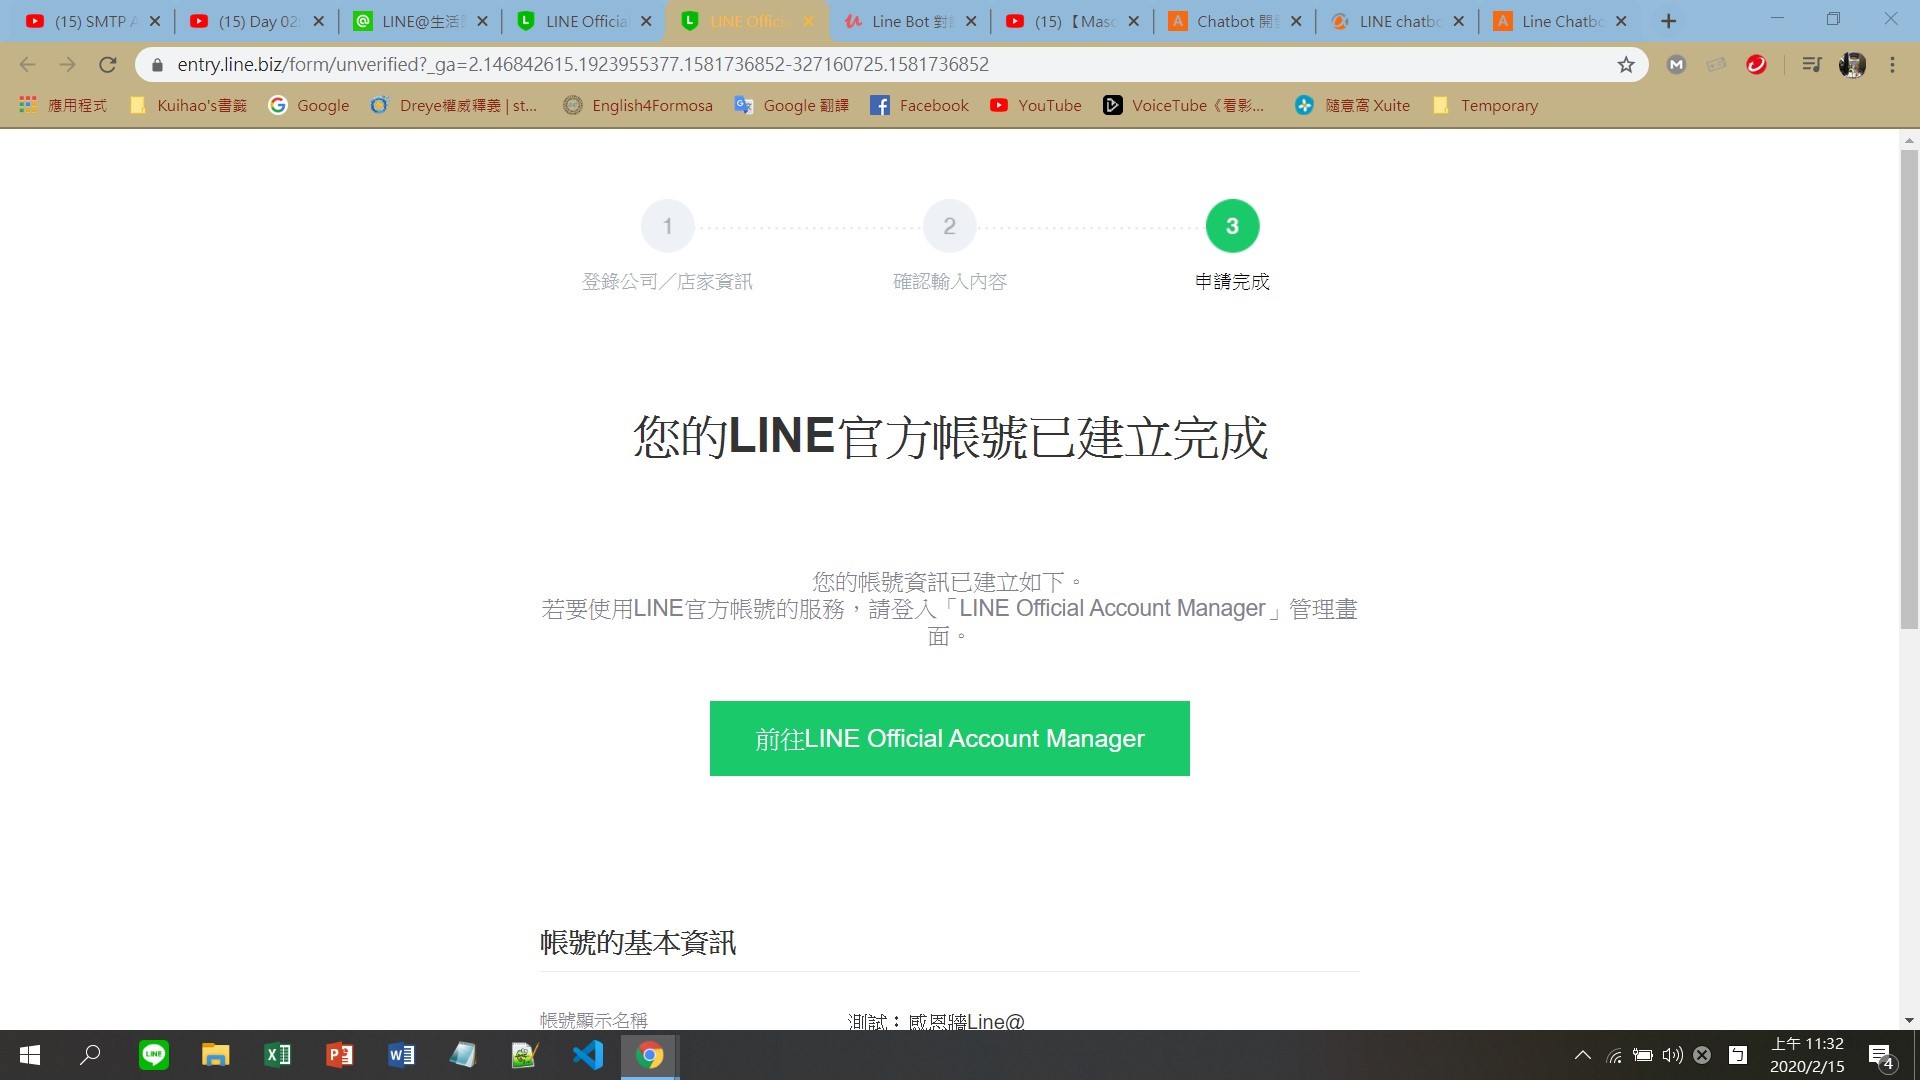 (15) SMTP
(15) Day 02:
LINE@生活
LINE Official
LINE Offici
Line Bot 對
(15)【Masc
Chatbot 開
LINE chatb
Line Chatb
entry.line.biz/form/unverified?_ga=2.146842615.1923955377.1581736852-327160725.1581736852
應用程式
Kuihao's書籤
Google
Dreye權威釋義 | st...
English4Formosa
Google 翻譯
Facebook
YouTube
VoiceTube《看影...
隨意窩 Xuite
Temporary
1
2
3
登錄公司／店家資訊
確認輸入內容
申請完成
您的LINE官方帳號已建立完成
您的帳號資訊已建立如下。
若要使用LINE官方帳號的服務，請登入「LINE Official Account Manager」管理畫
面。
前往LINE Official Account Manager
帳號的基本資訊
帳號顯示名稱
測試：感恩牆Line@
上午 11:32
2020/2/15
4